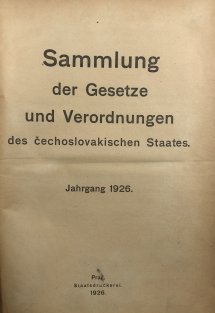 Sammlung
der Gesetze
und Verordnungen
des čechoslovakischen Staates.
Jahrgang 1926.
Prag.
Staatsdruckerei.
1926.